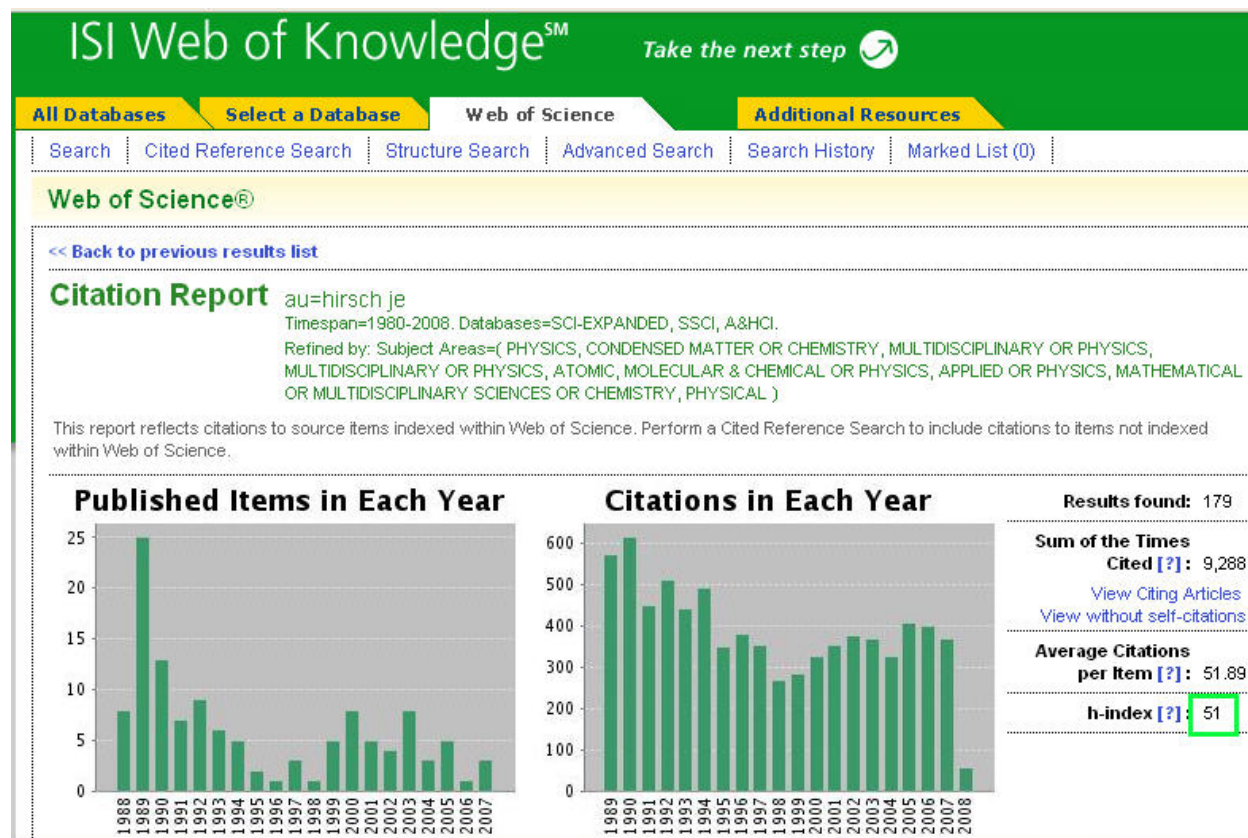 ISI Web of Knowledge℠ Take the next step
All Databases Select a Database Web of Science Additional Resources
Search Cited Reference Search Structure Search Advanced Search Search History Marked List (0)
Web of Science®
<< Back to previous results list
Citation Report au=hirsch je
Timespan=1980-2008. Databases=SCI-EXPANDED, SSCI, A&HCI.
Refined by: Subject Areas=( PHYSICS, CONDENSED MATTER OR CHEMISTRY, MULTIDISCIPLINARY OR PHYSICS,
MULTIDISCIPLINARY OR PHYSICS, ATOMIC, MOLECULAR & CHEMICAL OR PHYSICS, APPLIED OR PHYSICS, MATHEMATICAL
OR MULTIDISCIPLINARY SCIENCES OR CHEMISTRY, PHYSICAL )
This report reflects citations to source items indexed within Web of Science. Perform a Cited Reference Search to include citations to items not indexed
within Web of Science.
Published Items in Each Year
25
20
15
10
5
0
1988 1989 1990 1991 1992 1993 1994 1995 1996 1997 1998 1999 2000 2001 2002 2003 2004 2005 2006 2007
Citations in Each Year
600
500
400
300
200
100
0
1989 1990 1991 1992 1993 1994 1995 1996 1997 1998 1999 2000 2001 2002 2003 2004 2005 2006 2007 2008
Results found: 179
Sum of the Times
Cited [?] : 9,288
View Citing Articles
View without self-citations
Average Citations
per Item [?] : 51.89
h-index [?] : 51